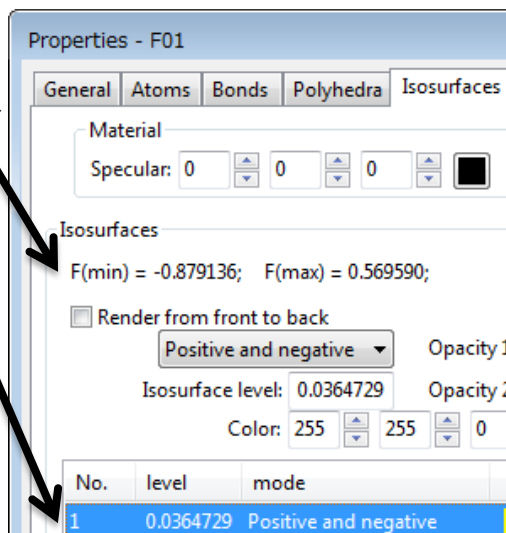 Properties - F01
General Atoms Bonds Polyhedra Isosurfaces
Material
Specular: 0 0 0
Isosurfaces
F(min) = -0.879136; F(max) = 0.569590;
Render from front to back
Positive and negative Opacity 1
Isosurface level: 0.0364729 Opacity 2
Color: 255 255 0
No. level mode
1 0.0364729 Positive and negative